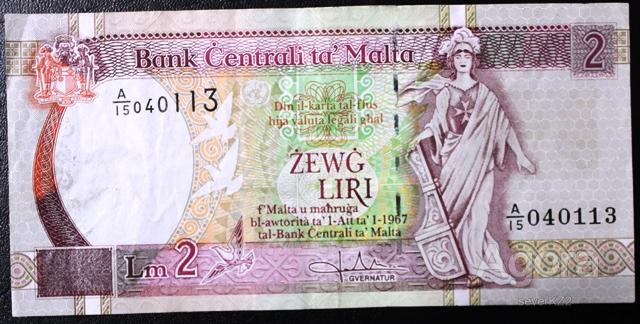 Bank Ċentrali ta' Malta
2
A/15 040113
Din il-karta tal-flus
hija valuta legali għal
ŻEWĠ
LIRI
f'Malta u maħruġa
bl-awtorità ta' l-Att ta' l-1967
tal-Bank Ċentrali ta' Malta
A/15 040113
Lm 2
GVERNATUR
severk72